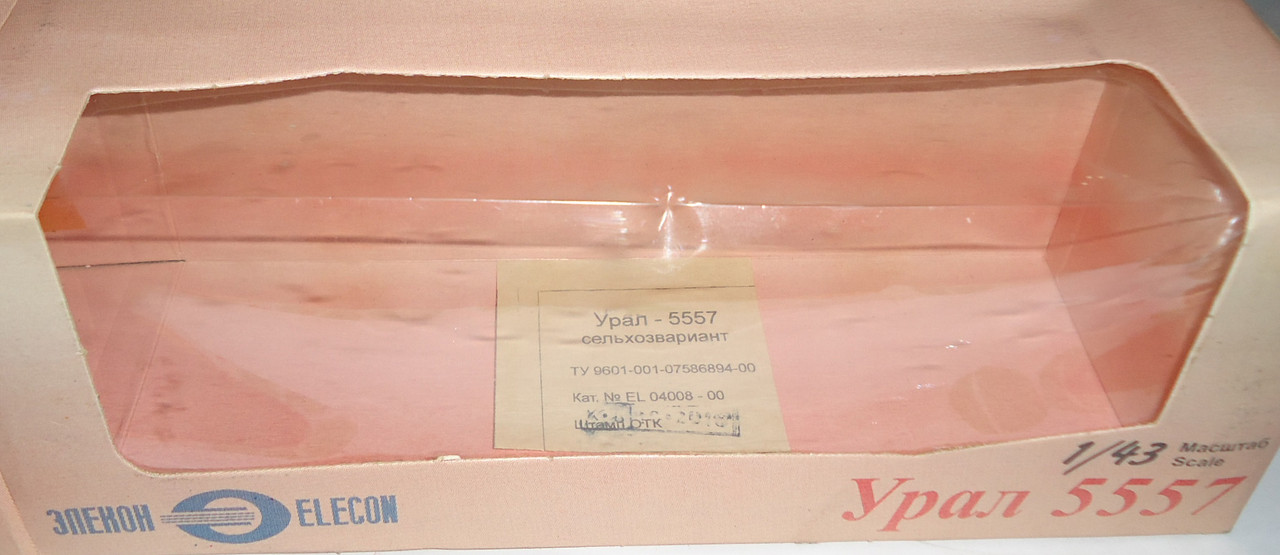 Урал - 5557
сельхозвариант
ТУ 9601-001-07586894-00
Кат. № EL 04008 - 00
Штамп ОТК
1/43 Масштаб
Scale
ЭЛЕКОН ELECON
Урал 5557